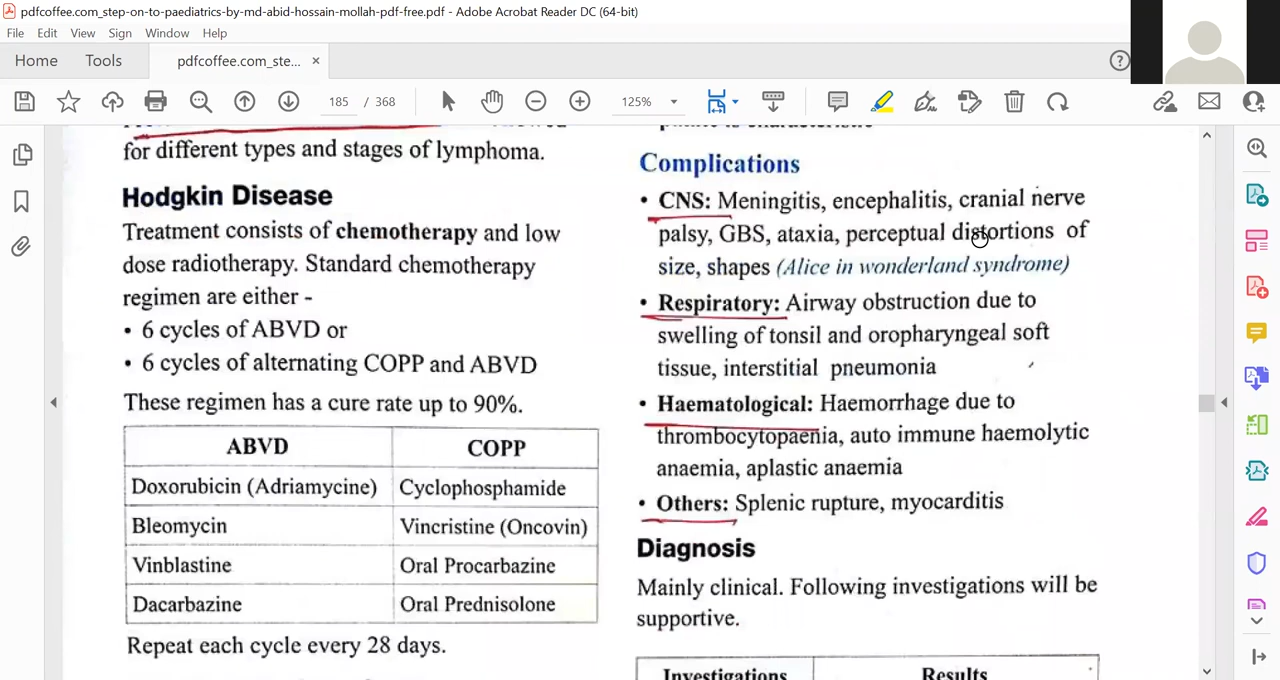 pdfcoffee.com_step-on-to-paediatrics-by-md-abid-hossain-mollah-pdf-free.pdf - Adobe Acrobat Reader DC (64-bit)
File Edit View Sign Window Help
Home Tools pdfcoffee.com_ste... ×
185 / 368 125%
for different types and stages of lymphoma.
Hodgkin Disease
Treatment consists of chemotherapy and low
dose radiotherapy. Standard chemotherapy
regimen are either -
• 6 cycles of ABVD or
• 6 cycles of alternating COPP and ABVD
These regimen has a cure rate up to 90%.
ABVD COPP
Doxorubicin (Adriamycine) Cyclophosphamide
Bleomycin Vincristine (Oncovin)
Vinblastine Oral Procarbazine
Dacarbazine Oral Prednisolone
Repeat each cycle every 28 days.
Complications
• CNS: Meningitis, encephalitis, cranial nerve
palsy, GBS, ataxia, perceptual distortions of
size, shapes (Alice in wonderland syndrome)
• Respiratory: Airway obstruction due to
swelling of tonsil and oropharyngeal soft
tissue, interstitial pneumonia
• Haematological: Haemorrhage due to
thrombocytopaenia, auto immune haemolytic
anaemia, aplastic anaemia
• Others: Splenic rupture, myocarditis
Diagnosis
Mainly clinical. Following investigations will be
supportive.
Investigations Results